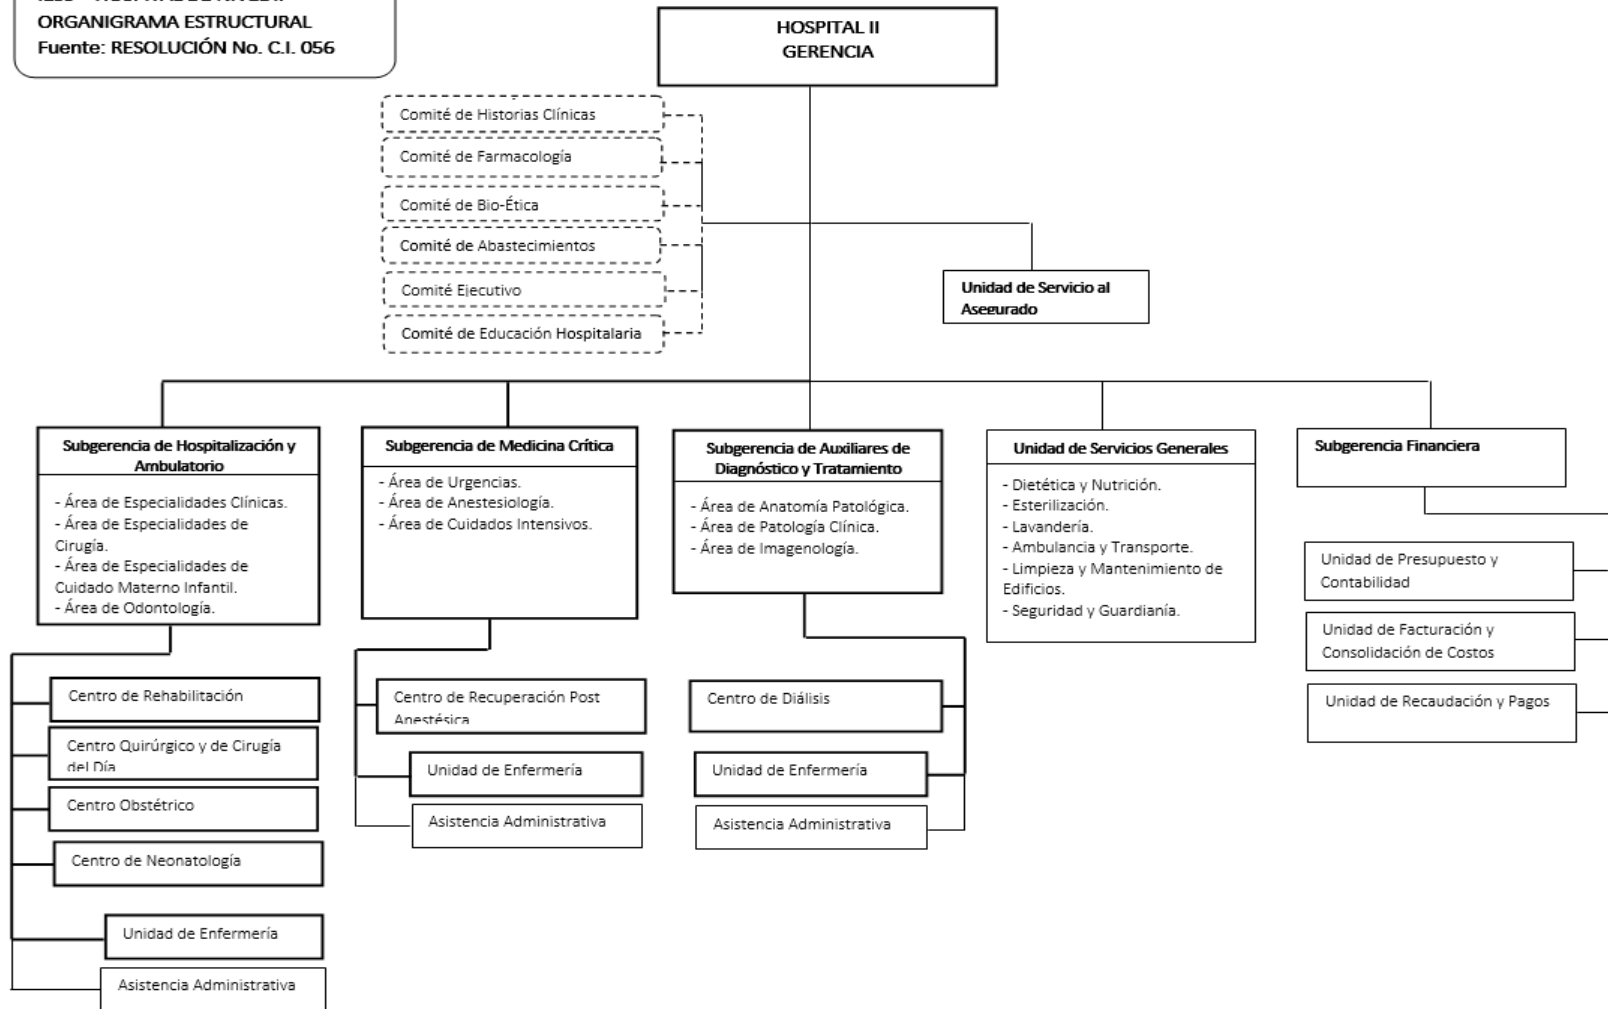 ORGANIGRAMA ESTRUCTURAL
Fuente: RESOLUCIÓN No. C.I. 056
HOSPITAL II
GERENCIA
Comité de Historias Clínicas
Comité de Farmacología
Comité de Bio-Ética
Comité de Abastecimientos
Comité Ejecutivo
Comité de Educación Hospitalaria
Unidad de Servicio al
Asegurado
Subgerencia de Hospitalización y
Ambulatorio
- Área de Especialidades Clínicas.
- Área de Especialidades de
Cirugía.
- Área de Especialidades de
Cuidado Materno Infantil.
- Área de Odontología.
Centro de Rehabilitación
Centro Quirúrgico y de Cirugía
del Día
Centro Obstétrico
Centro de Neonatología
Unidad de Enfermería
Asistencia Administrativa
Subgerencia de Medicina Crítica
- Área de Urgencias.
- Área de Anestesiología.
- Área de Cuidados Intensivos.
Centro de Recuperación Post
Anestésica
Unidad de Enfermería
Asistencia Administrativa
Subgerencia de Auxiliares de
Diagnóstico y Tratamiento
- Área de Anatomía Patológica.
- Área de Patología Clínica.
- Área de Imagenología.
Centro de Diálisis
Unidad de Enfermería
Asistencia Administrativa
Unidad de Servicios Generales
- Dietética y Nutrición.
- Esterilización.
- Lavandería.
- Ambulancia y Transporte.
- Limpieza y Mantenimiento de
Edificios.
- Seguridad y Guardianía.
Subgerencia Financiera
Unidad de Presupuesto y
Contabilidad
Unidad de Facturación y
Consolidación de Costos
Unidad de Recaudación y Pagos